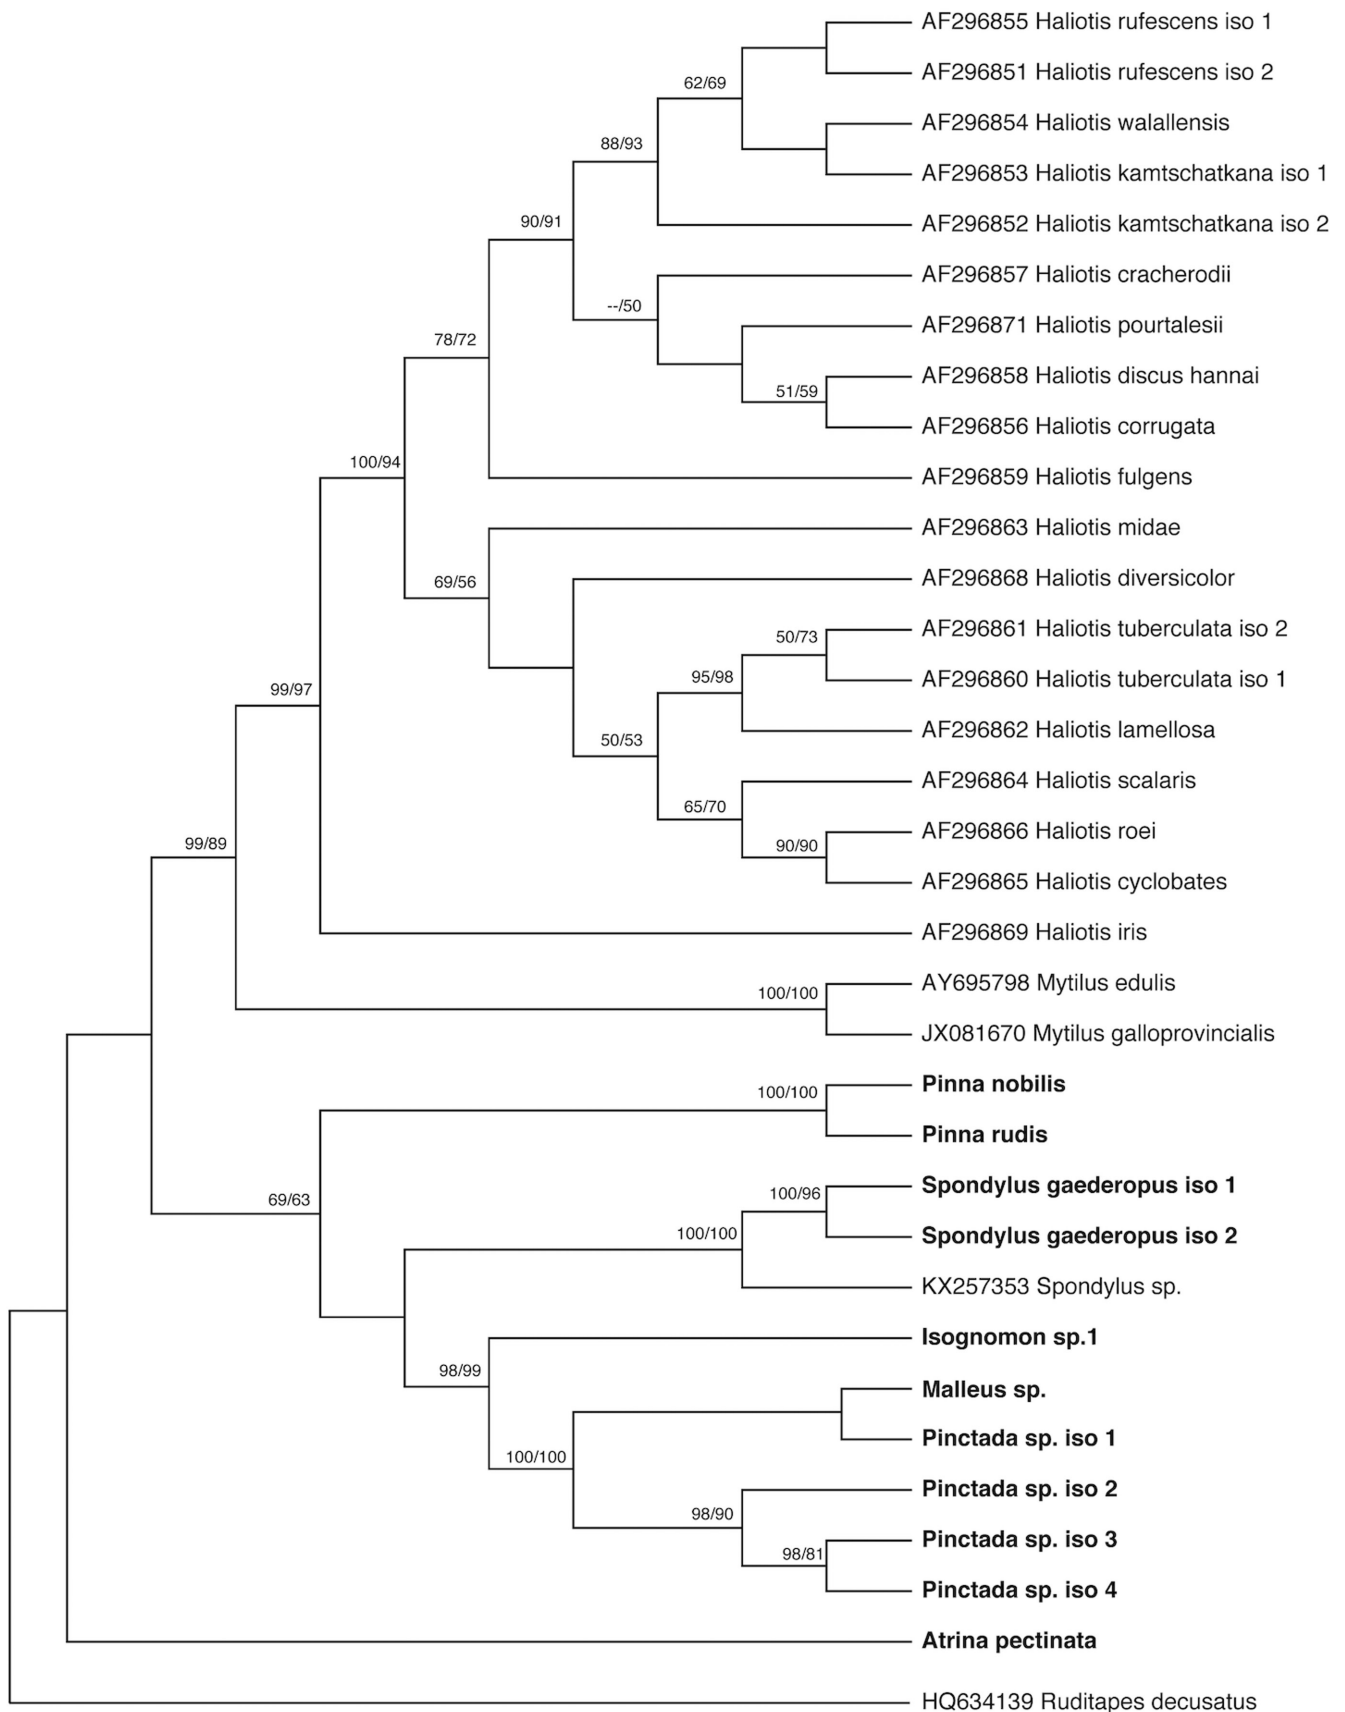 AF296855 Haliotis rufescens iso 1
AF296851 Haliotis rufescens iso 2
62/69
AF296854 Haliotis walallensis
88/93
AF296853 Haliotis kamtschatkana iso 1
90/91
AF296852 Haliotis kamtschatkana iso 2
AF296857 Haliotis cracherodii
--/50
AF296871 Haliotis pourtalesii
78/72
AF296858 Haliotis discus hannai
51/59
AF296856 Haliotis corrugata
100/94
AF296859 Haliotis fulgens
AF296863 Haliotis midae
69/56
AF296868 Haliotis diversicolor
AF296861 Haliotis tuberculata iso 2
50/73
95/98
AF296860 Haliotis tuberculata iso 1
99/97
AF296862 Haliotis lamellosa
50/53
AF296864 Haliotis scalaris
65/70
AF296866 Haliotis roei
90/90
99/89
AF296865 Haliotis cyclobates
AF296869 Haliotis iris
AY695798 Mytilus edulis
100/100
JX081670 Mytilus galloprovincialis
Pinna nobilis
100/100
Pinna rudis
69/63
Spondylus gaederopus iso 1
100/96
100/100
Spondylus gaederopus iso 2
KX257353 Spondylus sp.
Isognomon sp.1
98/99
Malleus sp.
Pinctada sp. iso 1
100/100
Pinctada sp. iso 2
98/90
Pinctada sp. iso 3
98/81
Pinctada sp. iso 4
Atrina pectinata
HQ634139 Ruditapes decusatus